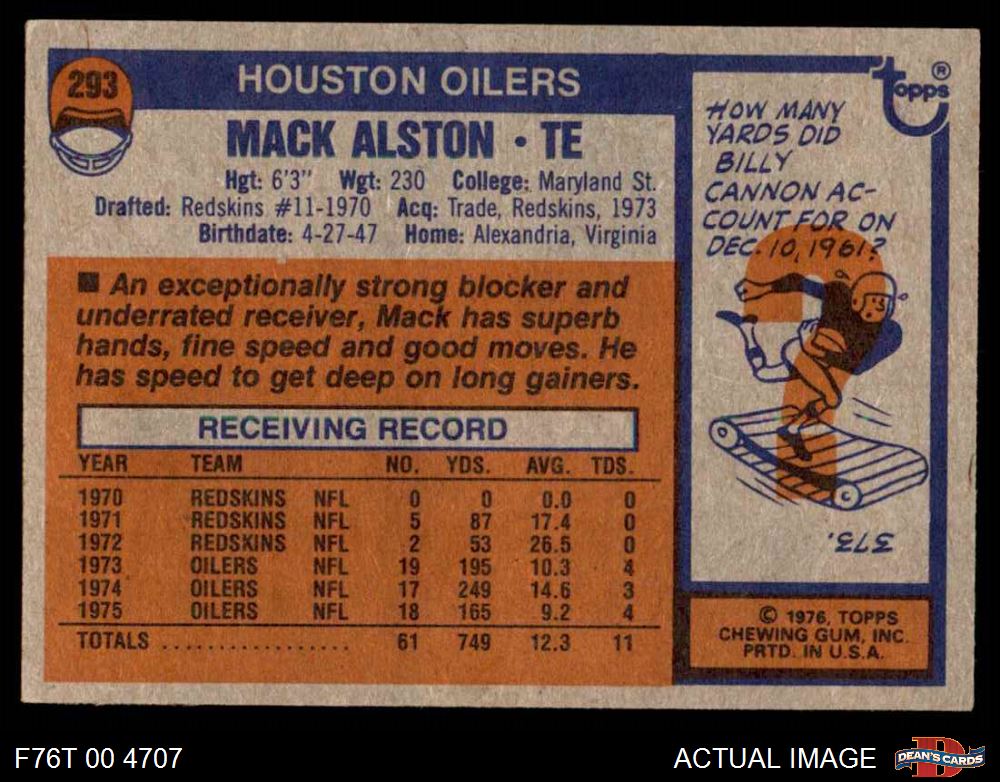 293
HOUSTON OILERS
MACK ALSTON • TE
Hgt: 6'3" Wgt: 230 College: Maryland St.
Drafted: Redskins #11-1970 Acq: Trade, Redskins, 1973
Birthdate: 4-27-47 Home: Alexandria, Virginia
■ An exceptionally strong blocker and
underrated receiver, Mack has superb
hands, fine speed and good moves. He
has speed to get deep on long gainers.
RECEIVING RECORD
YEAR TEAM NO. YDS. AVG. TDS.
1970 REDSKINS NFL 0 0 0.0 0
1971 REDSKINS NFL 5 87 17.4 0
1972 REDSKINS NFL 2 53 26.5 0
1973 OILERS NFL 19 195 10.3 4
1974 OILERS NFL 17 249 14.6 3
1975 OILERS NFL 18 165 9.2 4
TOTALS ................. 61 749 12.3 11
topps ®
HOW MANY
YARDS DID
BILLY
CANNON AC-
COUNT FOR ON
DEC. 10, 1961?
?
373.
© 1976, TOPPS
CHEWING GUM, INC.
PRTD. IN U.S.A.
F76T 00 4707
ACTUAL IMAGE
D
DEAN'S CARDS